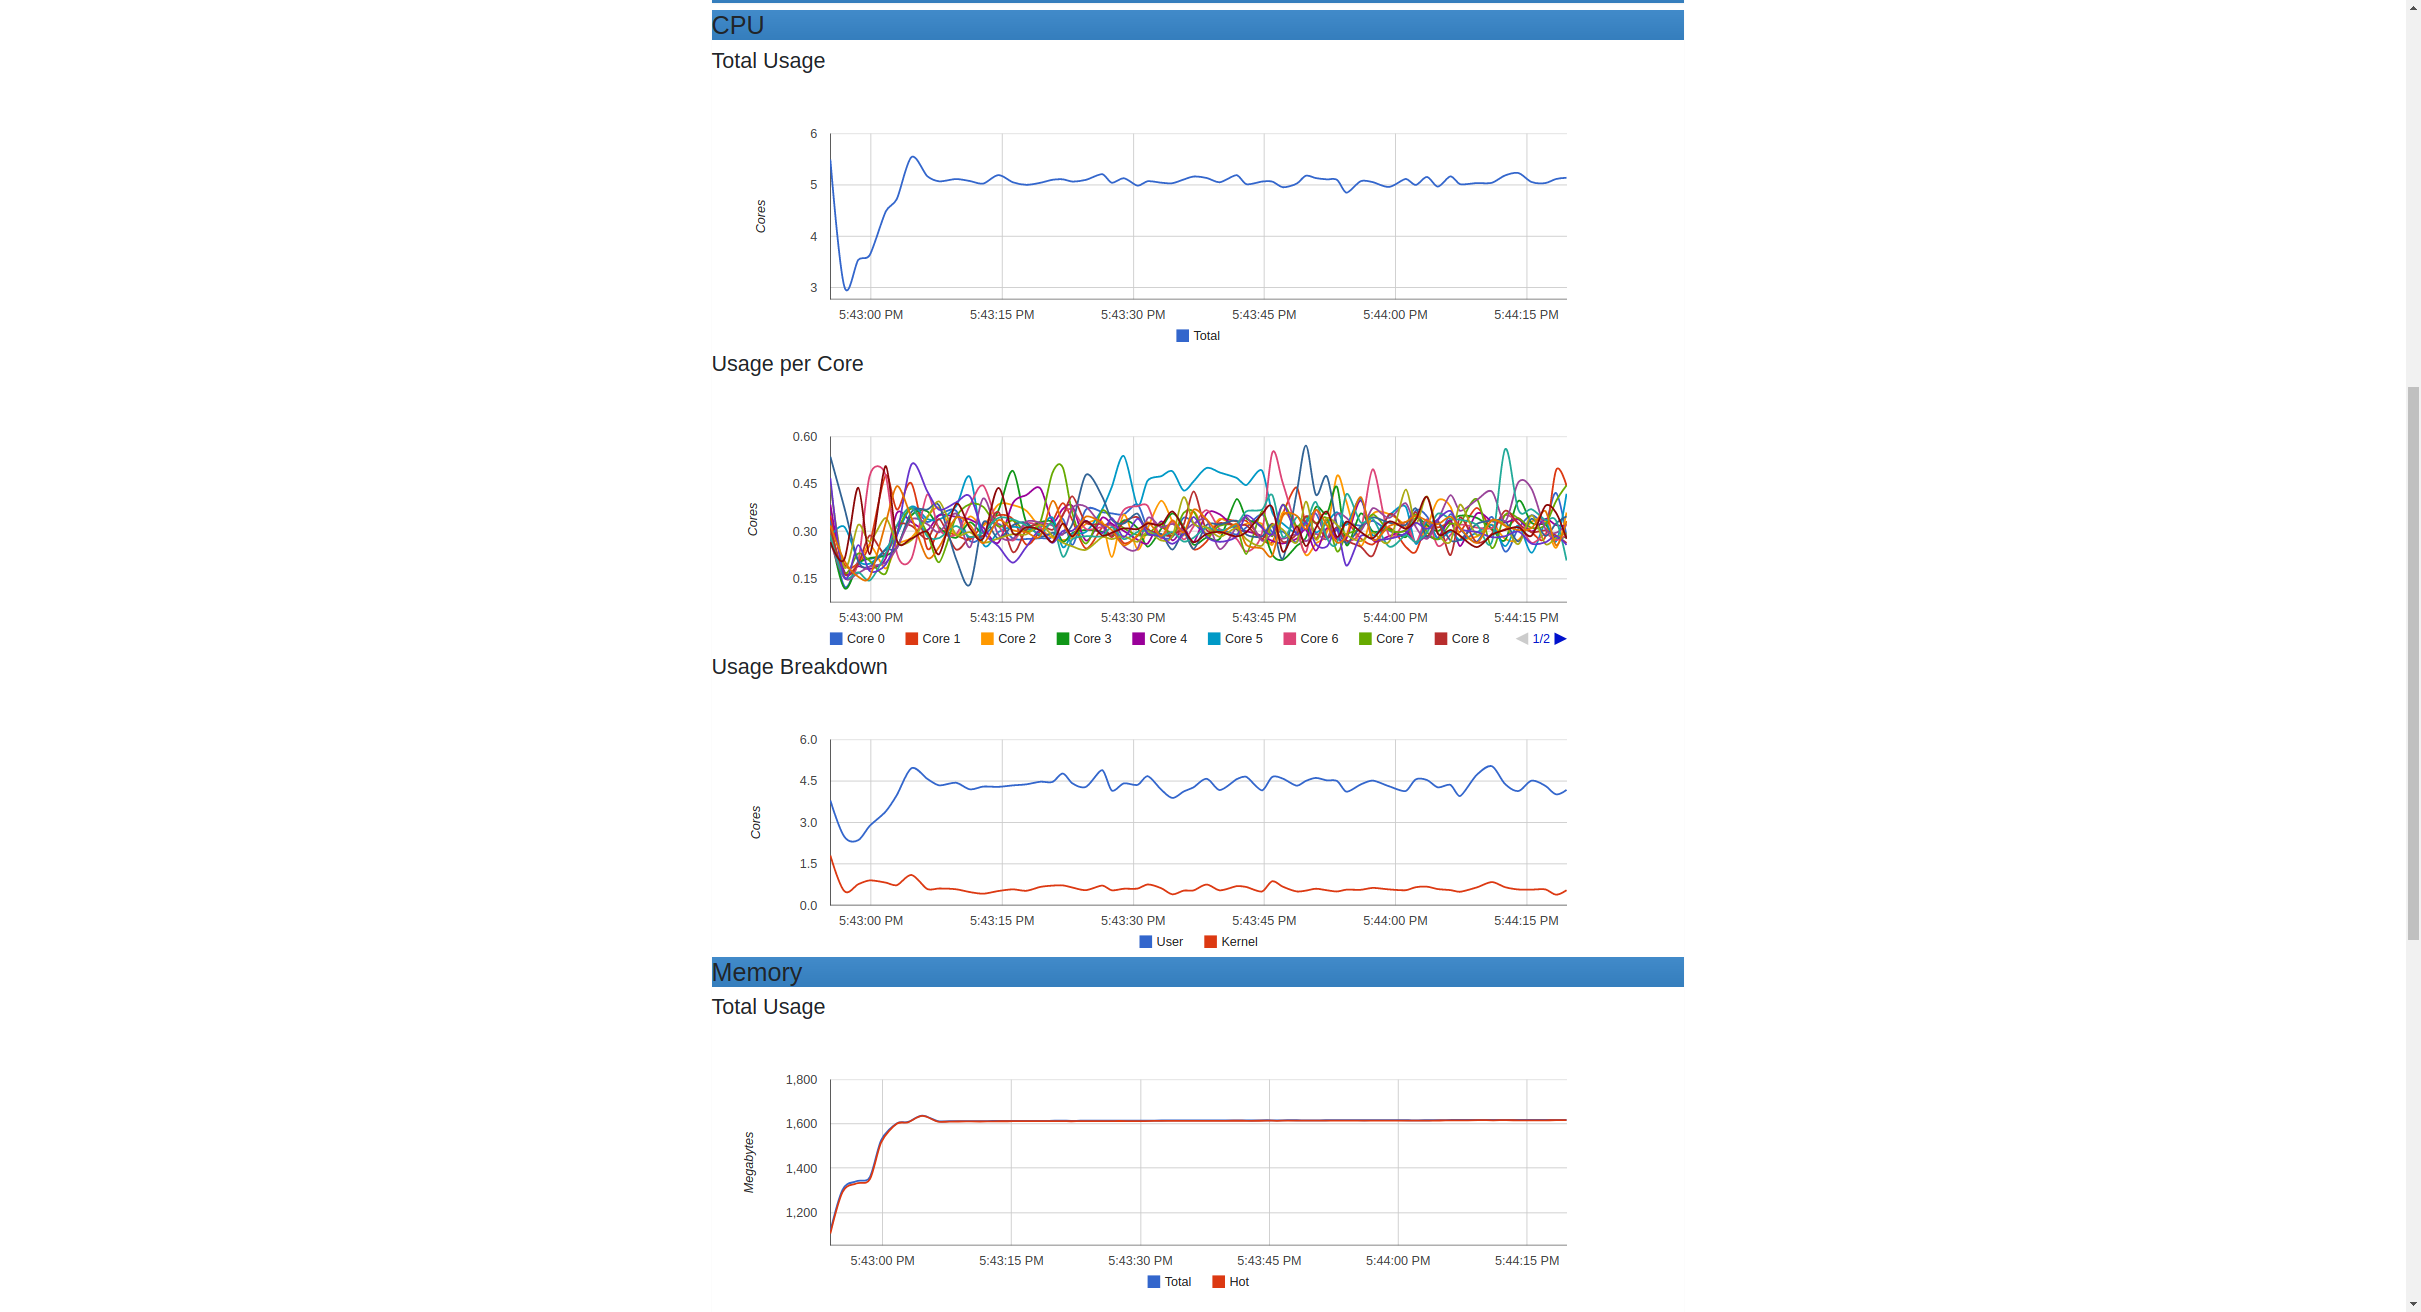 CPU
Total Usage
6
5
4
3
Cores
5:43:00 PM 5:43:15 PM 5:43:30 PM 5:43:45 PM 5:44:00 PM 5:44:15 PM
Total
Usage per Core
0.60
0.45
0.30
0.15
Cores
5:43:00 PM 5:43:15 PM 5:43:30 PM 5:43:45 PM 5:44:00 PM 5:44:15 PM
Core 0 Core 1 Core 2 Core 3 Core 4 Core 5 Core 6 Core 7 Core 8 1/2
Usage Breakdown
6.0
4.5
3.0
1.5
0.0
Cores
5:43:00 PM 5:43:15 PM 5:43:30 PM 5:43:45 PM 5:44:00 PM 5:44:15 PM
User Kernel
Memory
Total Usage
1,800
1,600
1,400
1,200
Megabytes
5:43:00 PM 5:43:15 PM 5:43:30 PM 5:43:45 PM 5:44:00 PM 5:44:15 PM
Total Hot